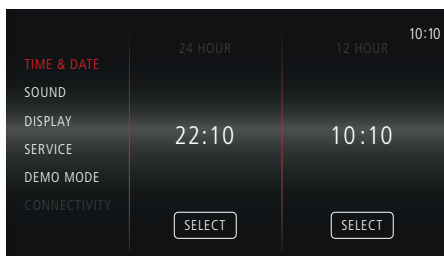 10:10
TIME & DATE
SOUND
DISPLAY
SERVICE
DEMO MODE
CONNECTIVITY
24 HOUR
22:10
SELECT
12 HOUR
10:10
SELECT